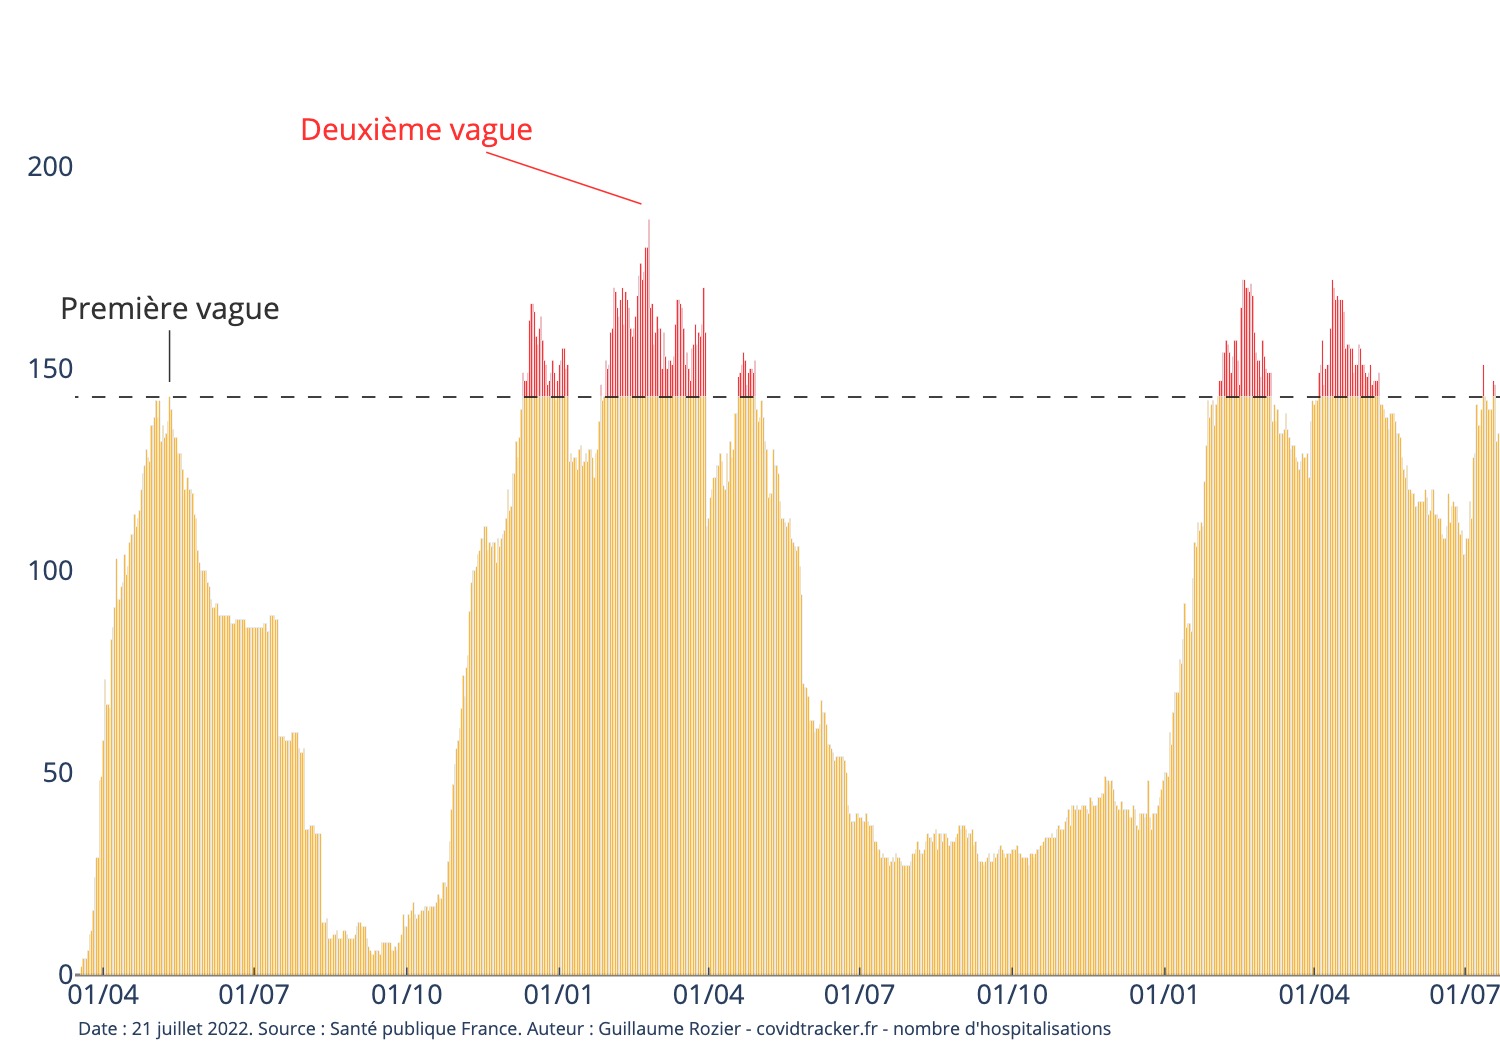 Deuxième vague
200
Première vague
150
100
50
0
01/04 01/07 01/10 01/01 01/04 01/07 01/10 01/01 01/04 01/07
Date : 21 juillet 2022. Source : Santé publique France. Auteur : Guillaume Rozier - covidtracker.fr - nombre d'hospitalisations